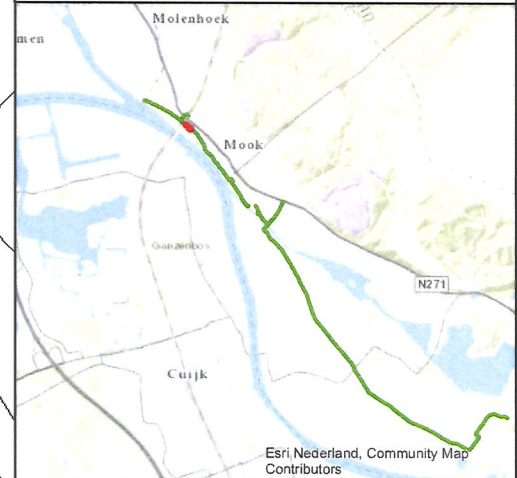 Molenhoek
men
Mook
Ganzenbos
N271
Cuijk
Esri Nederland, Community Map
Contributors